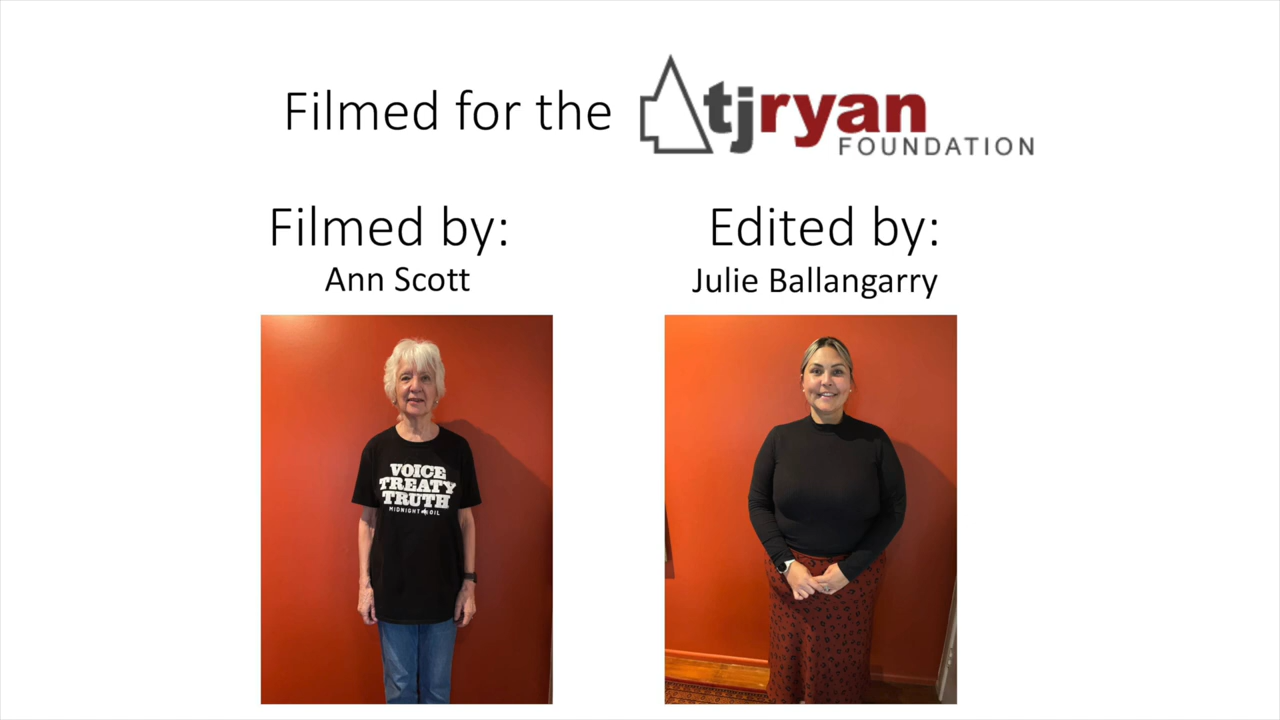 Filmed for the tjryan
FOUNDATION
Filmed by:
Ann Scott
Edited by:
Julie Ballangarry
VOICE
TREATY
TRUTH
MIDNIGHT OIL